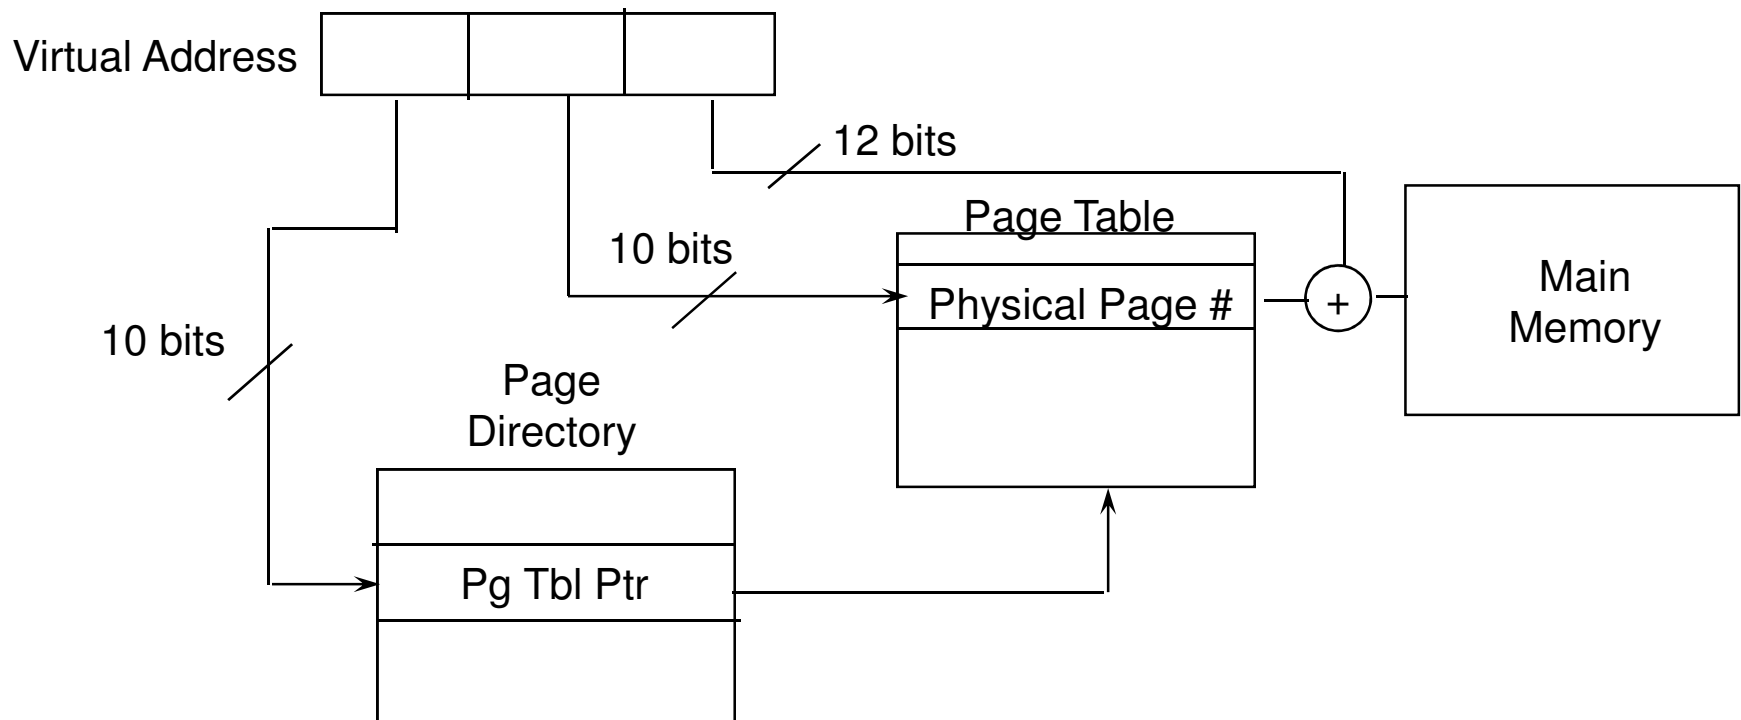 Virtual Address
12 bits
Page Table
10 bits
Physical Page #
+
Main
Memory
10 bits
Page
Directory
Pg Tbl Ptr